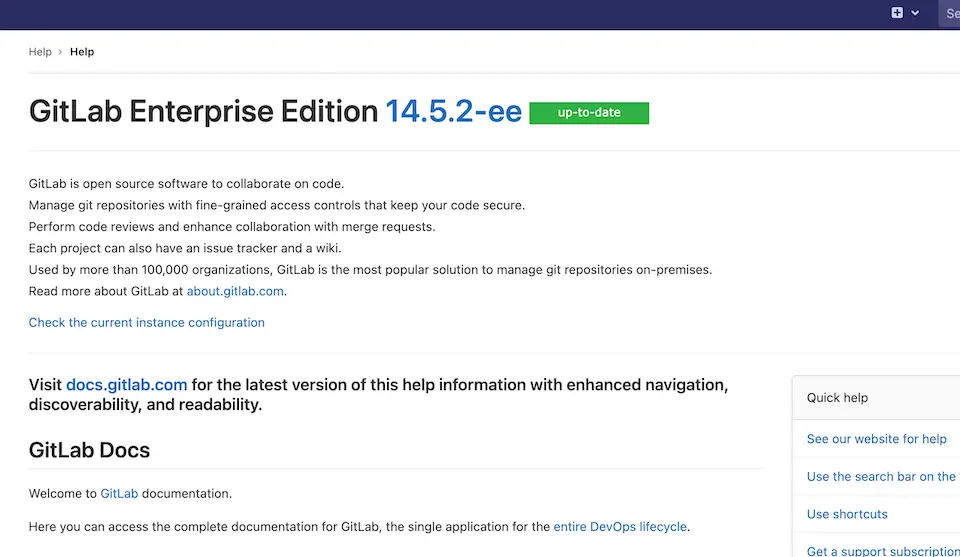 Se
Help › Help
GitLab Enterprise Edition 14.5.2-ee up-to-date
GitLab is open source software to collaborate on code.
Manage git repositories with fine-grained access controls that keep your code secure.
Perform code reviews and enhance collaboration with merge requests.
Each project can also have an issue tracker and a wiki.
Used by more than 100,000 organizations, GitLab is the most popular solution to manage git repositories on-premises.
Read more about GitLab at about.gitlab.com.
Check the current instance configuration
Visit docs.gitlab.com for the latest version of this help information with enhanced navigation,
discoverability, and readability.
GitLab Docs
Welcome to GitLab documentation.
Here you can access the complete documentation for GitLab, the single application for the entire DevOps lifecycle.
Quick help
See our website for help
Use the search bar on the
Use shortcuts
Get a support subscription